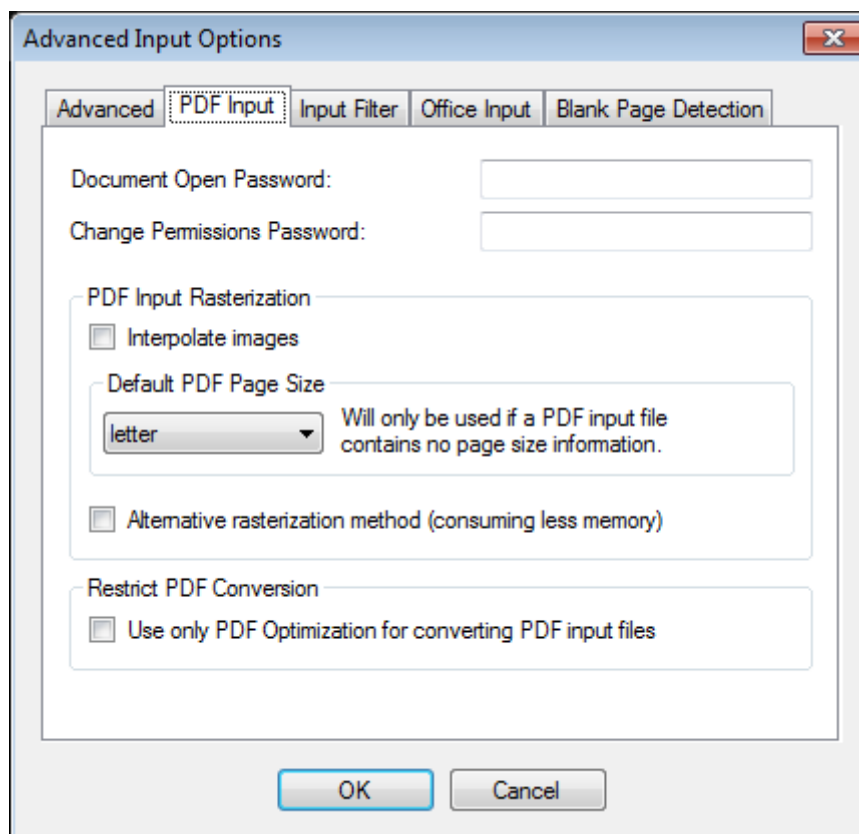 Advanced Input Options
Advanced PDF Input Input Filter Office Input Blank Page Detection
Document Open Password:
Change Permissions Password:
PDF Input Rasterization
Interpolate images
Default PDF Page Size
letter
Will only be used if a PDF input file
contains no page size information.
Alternative rasterization method (consuming less memory)
Restrict PDF Conversion
Use only PDF Optimization for converting PDF input files
OK Cancel